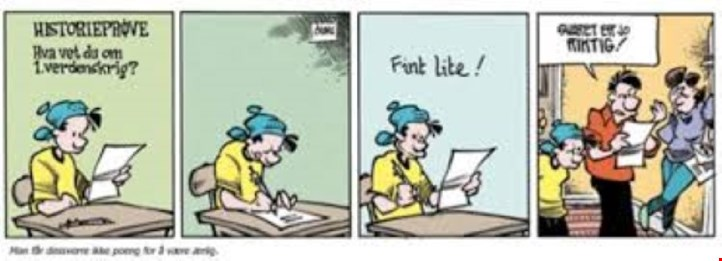 HISTORIEPRØVE
Hva vet du om
1.verdenskrig?
Fint lite!
SVARET ER JO
RIKTIG!
Man får dessverre ikke poeng for å være ærlig.